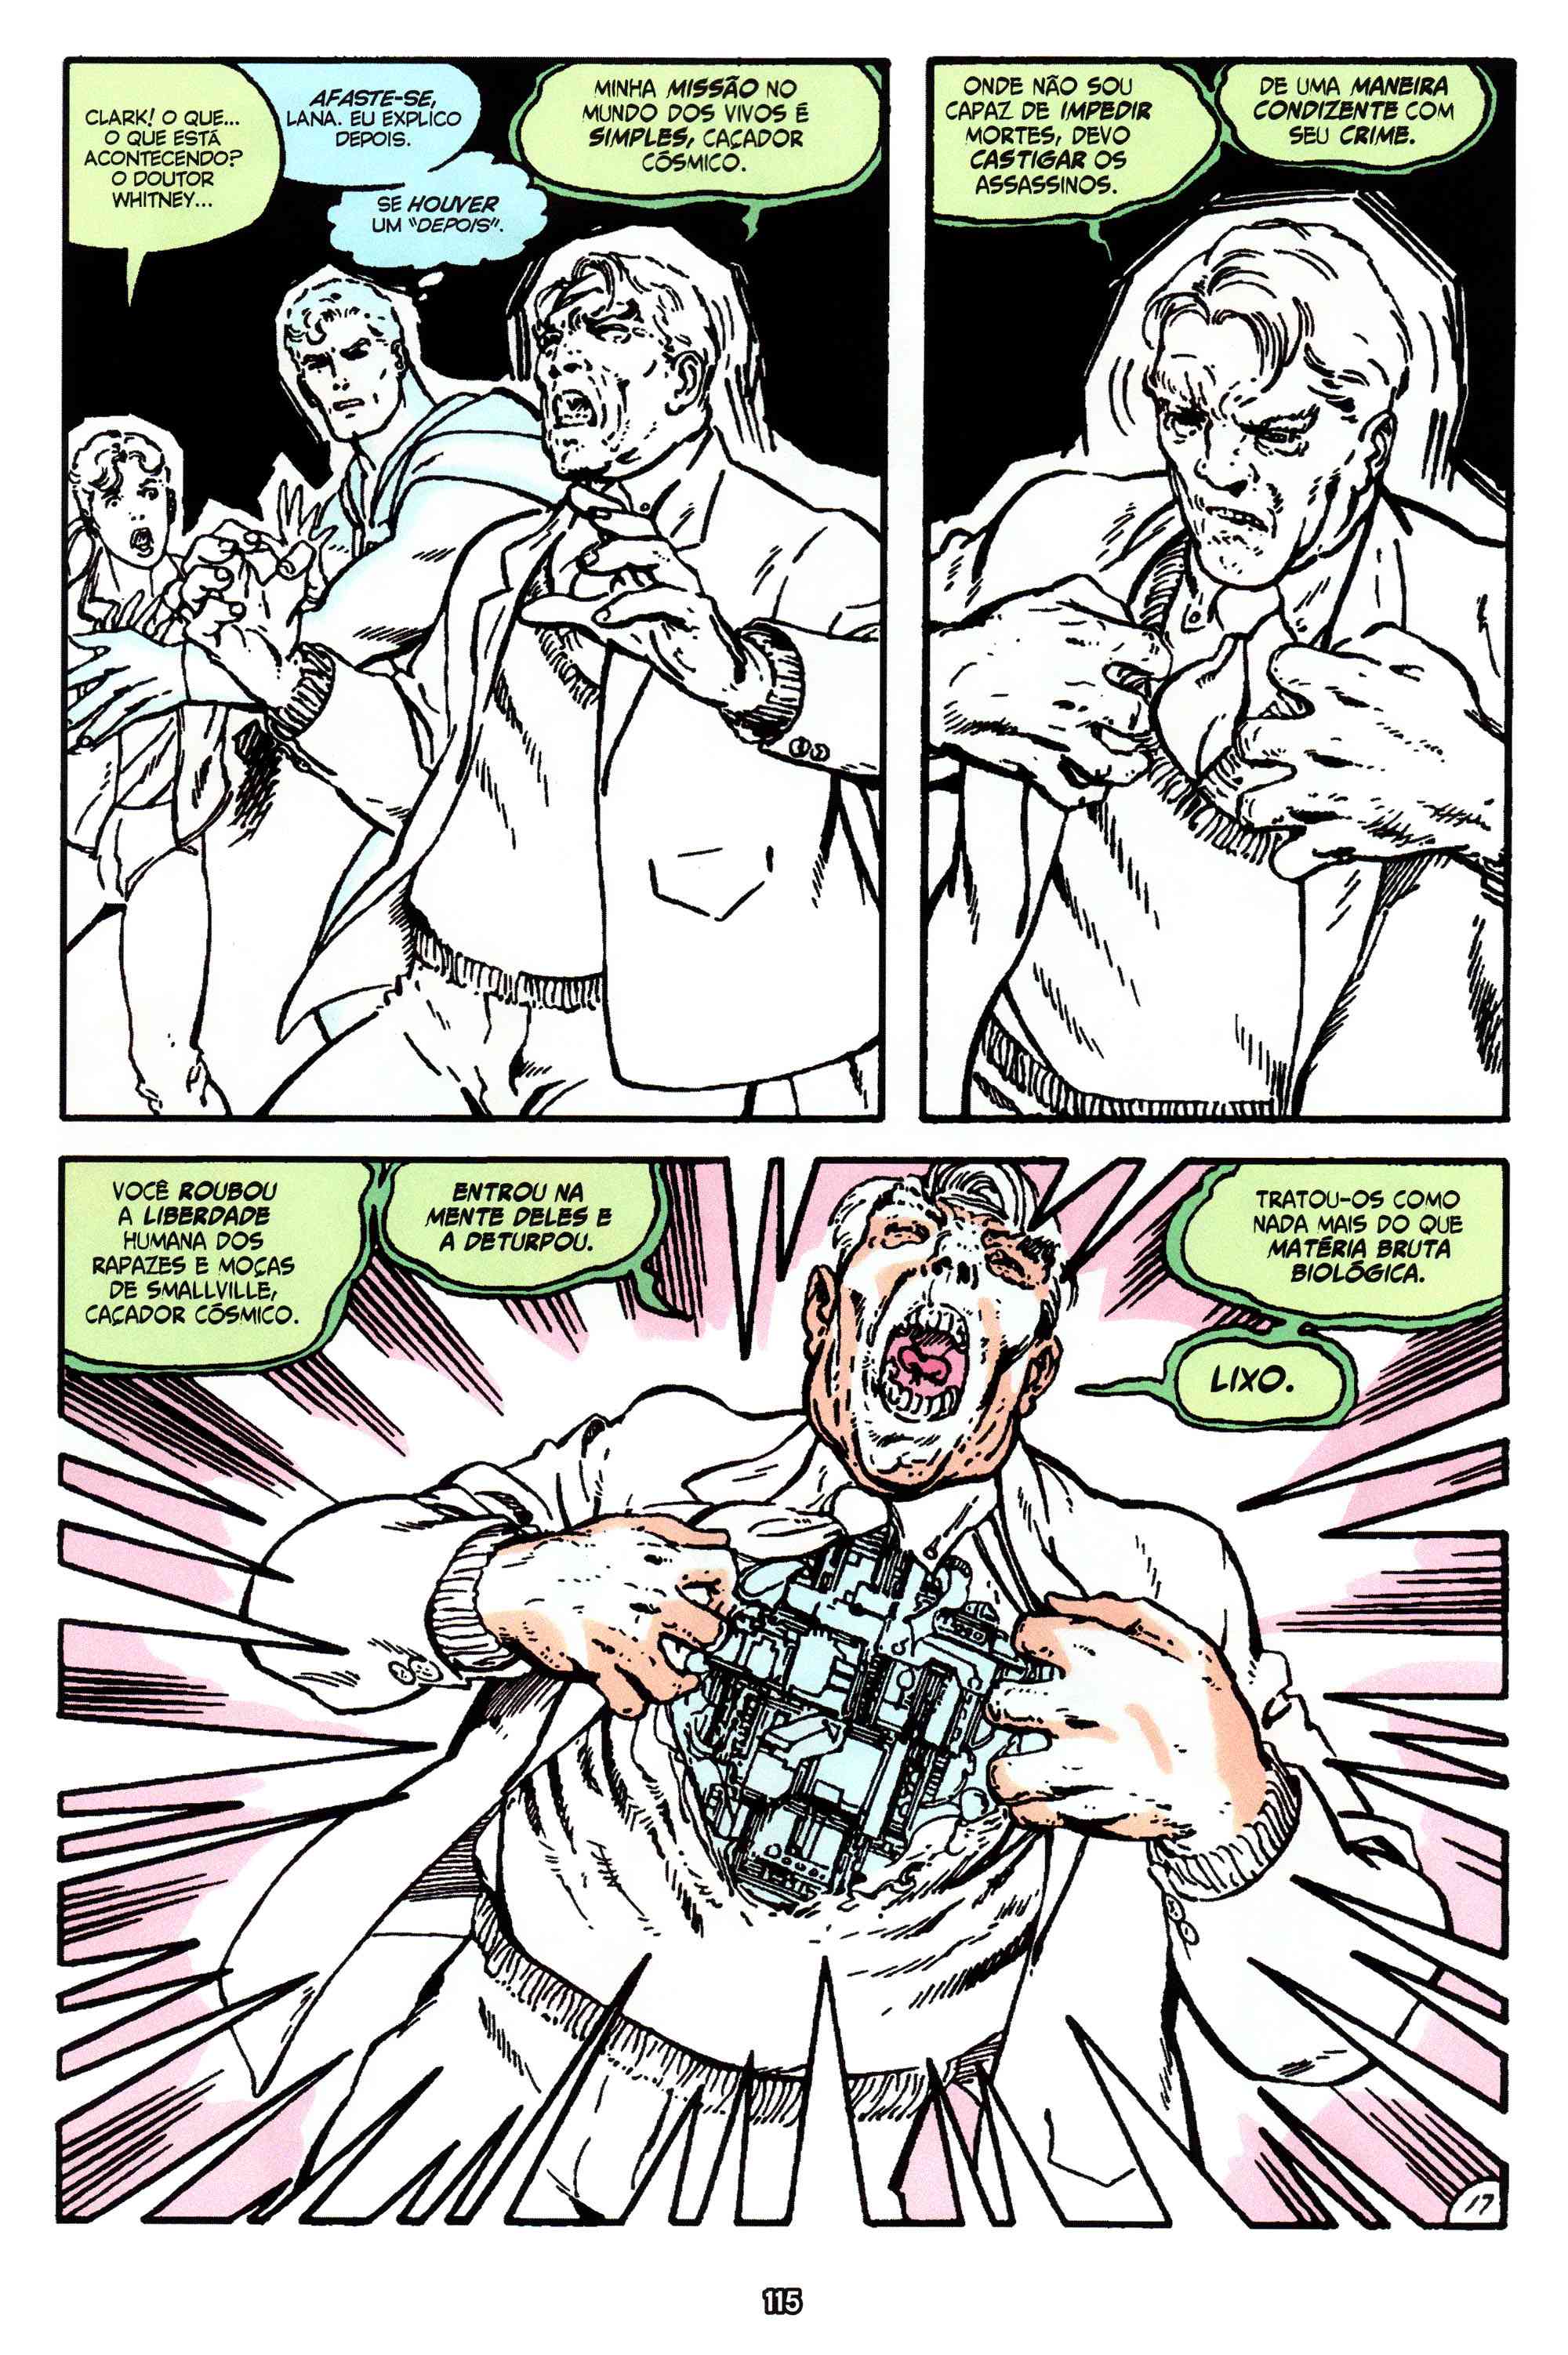 CLARK! O QUE...
O QUE ESTÁ
ACONTECENDO?
O DOUTOR
WHITNEY...
AFASTE-SE,
LANA. EU EXPLICO
DEPOIS.
SE HOUVER
UM “DEPOIS”.
MINHA MISSÃO NO
MUNDO DOS VIVOS É
SIMPLES, CAÇADOR
CÓSMICO.
ONDE NÃO SOU
CAPAZ DE IMPEDIR
MORTES, DEVO
CASTIGAR OS
ASSASSINOS.
DE UMA MANEIRA
CONDIZENTE COM
SEU CRIME.
VOCÊ ROUBOU
A LIBERDADE
HUMANA DOS
RAPAZES E MOÇAS
DE SMALLVILLE,
CAÇADOR CÓSMICO.
ENTROU NA
MENTE DELES E
A DETURPOU.
TRATOU-OS COMO
NADA MAIS DO QUE
MATÉRIA BRUTA
BIOLÓGICA.
LIXO.
17
115